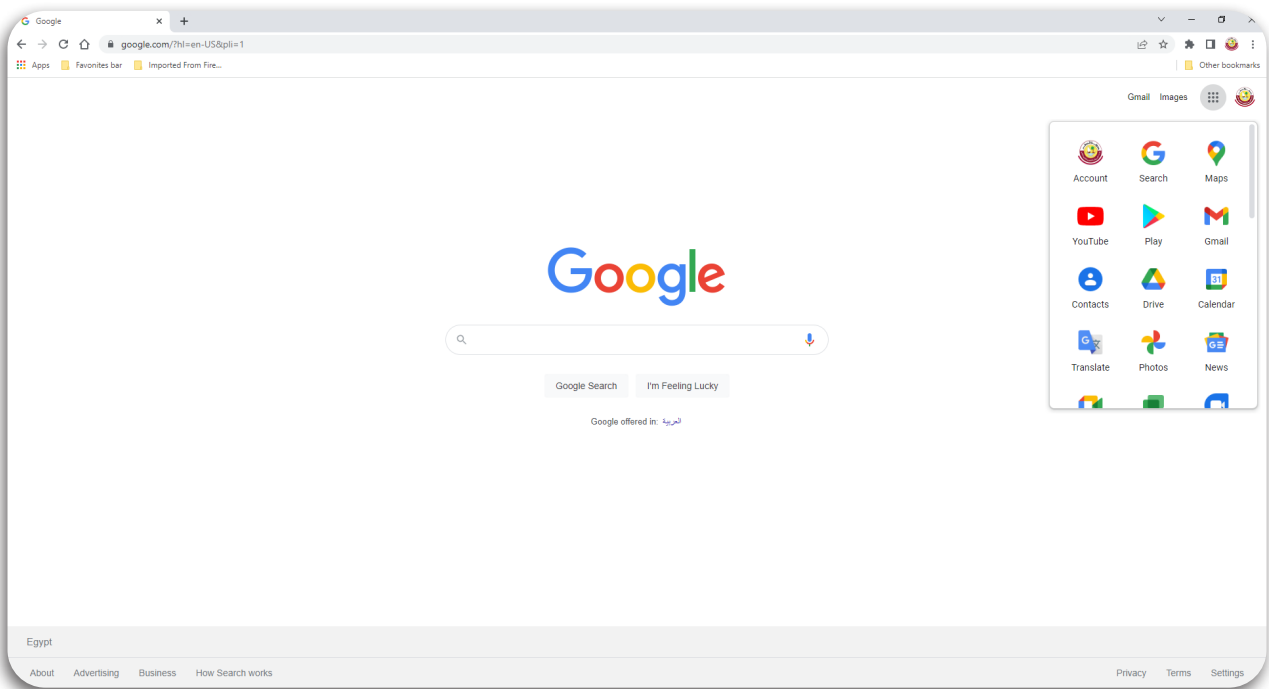 Google
google.com/?hl=en-US&pli=1
Apps Favonites bar Imported From Fire... Other bookmarks
Gmail Images
Account Search Maps
YouTube Play Gmail
Contacts Drive 31 Calendar
Translate Photos News
Google
Google Search I'm Feeling Lucky
Google offered in: العربية
Egypt
About Advertising Business How Search works Privacy Terms Settings